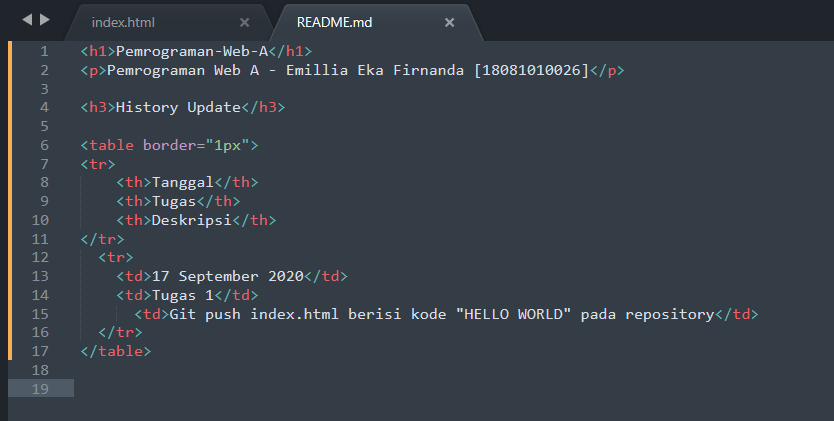 index.html × README.md ×
1 <h1>Pemrograman-Web-A</h1>
2 <p>Pemrograman Web A - Emillia Eka Firnanda [18081010026]</p>
3
4 <h3>History Update</h3>
5
6 <table border="1px">
7 <tr>
8 <th>Tanggal</th>
9 <th>Tugas</th>
10 <th>Deskripsi</th>
11 </tr>
12 <tr>
13 <td>17 September 2020</td>
14 <td>Tugas 1</td>
15 <td>Git push index.html berisi kode "HELLO WORLD" pada repository</td>
16 </tr>
17 </table>
18
19